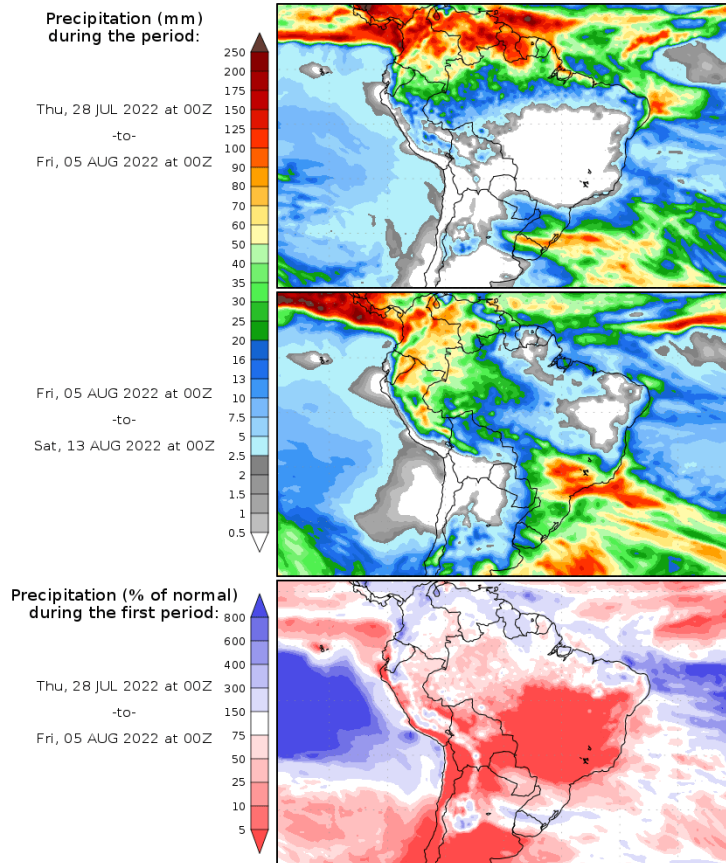 Precipitation (mm)
during the period:
Thu, 28 JUL 2022 at 00Z
-to-
Fri, 05 AUG 2022 at 00Z
250
200
175
150
125
100
90
80
70
60
50
40
35
30
25
20
16
13
10
7.5
5
2.5
2
1.5
1
0.5
Fri, 05 AUG 2022 at 00Z
-to-
Sat, 13 AUG 2022 at 00Z
Precipitation (% of normal)
during the first period:
Thu, 28 JUL 2022 at 00Z
-to-
Fri, 05 AUG 2022 at 00Z
800
600
400
300
150
75
50
25
10
5